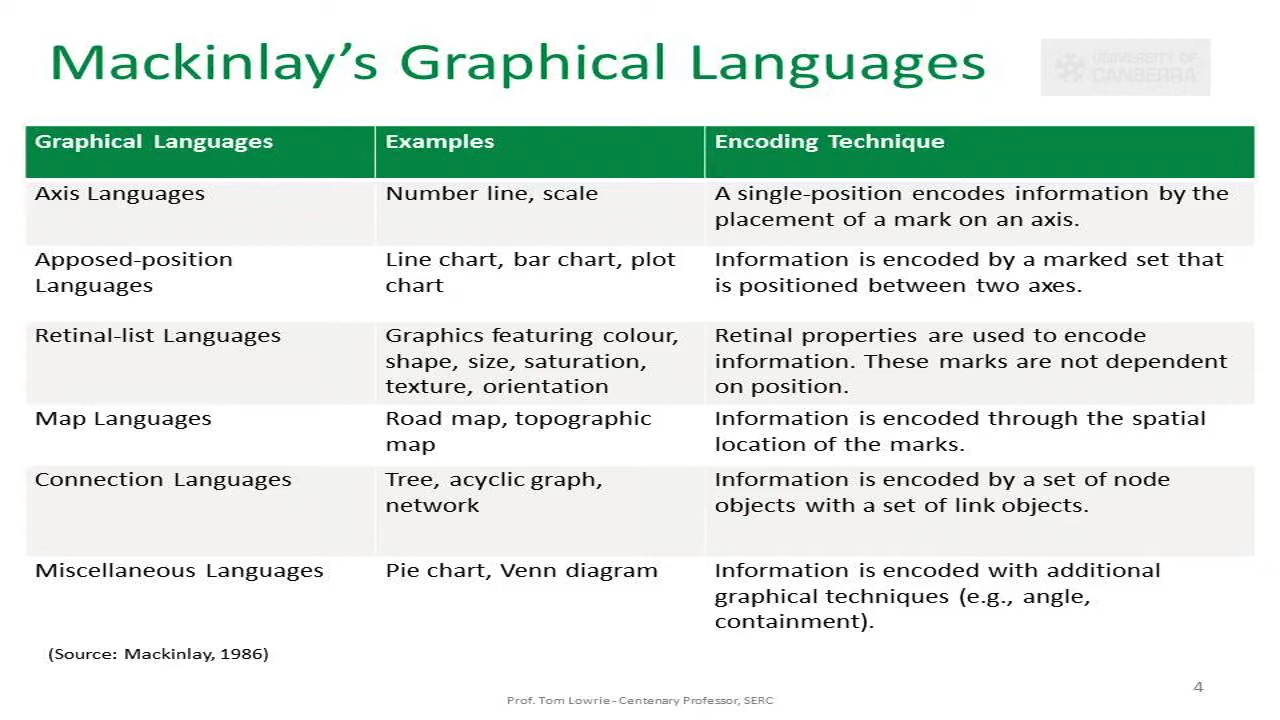 Mackinlay's Graphical Languages
UNIVERSITY OF
CANBERRA
Graphical Languages Examples Encoding Technique
Axis Languages Number line, scale A single-position encodes information by the
placement of a mark on an axis.
Apposed-position Line chart, bar chart, plot Information is encoded by a marked set that
Languages chart is positioned between two axes.
Retinal-list Languages Graphics featuring colour, Retinal properties are used to encode
shape, size, saturation, information. These marks are not dependent
texture, orientation on position.
Map Languages Road map, topographic Information is encoded through the spatial
map location of the marks.
Connection Languages Tree, acyclic graph, Information is encoded by a set of node
network objects with a set of link objects.
Miscellaneous Languages Pie chart, Venn diagram Information is encoded with additional
graphical techniques (e.g., angle,
containment).
(Source: Mackinlay, 1986)
4
Prof. Tom Lowrie- Centenary Professor, SERC